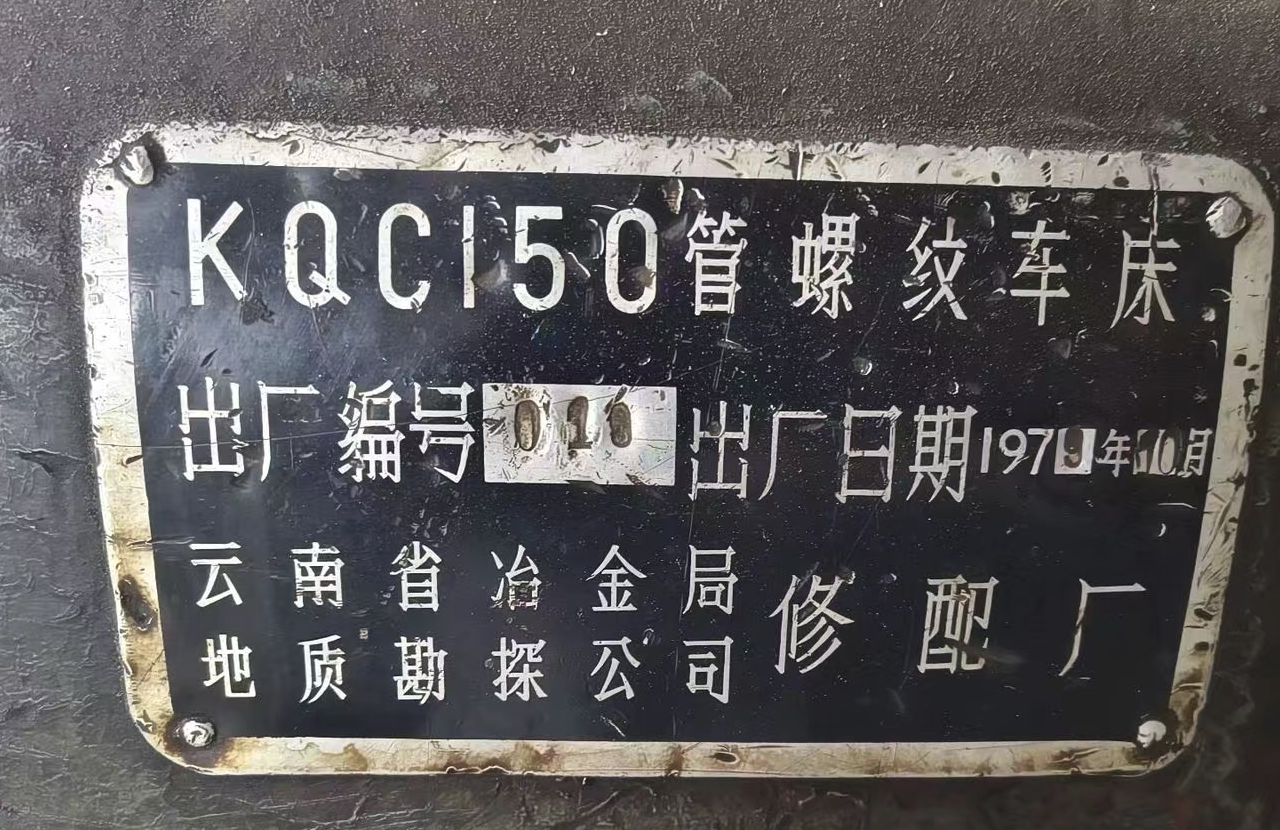 KQC150管螺纹车床
出厂编号 010 出厂日期1979年10月
云南省冶金局
地质勘探公司
修配厂